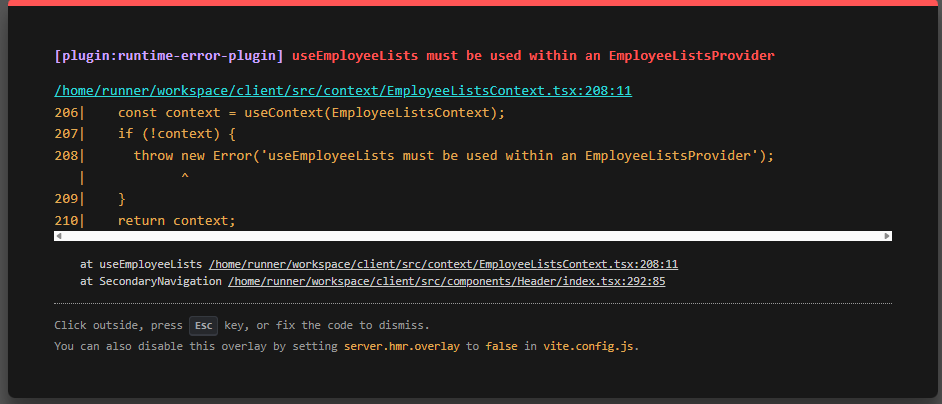 [plugin:runtime-error-plugin] useEmployeeLists must be used within an EmployeeListsProvider
/home/runner/workspace/client/src/context/EmployeeListsContext.tsx:208:11
206|    const context = useContext(EmployeeListsContext);
207|    if (!context) {
208|      throw new Error('useEmployeeLists must be used within an EmployeeListsProvider');
   |            ^
209|    }
210|    return context;
at useEmployeeLists /home/runner/workspace/client/src/context/EmployeeListsContext.tsx:208:11
at SecondaryNavigation /home/runner/workspace/client/src/components/Header/index.tsx:292:85
Click outside, press Esc key, or fix the code to dismiss.
You can also disable this overlay by setting server.hmr.overlay to false in vite.config.js.